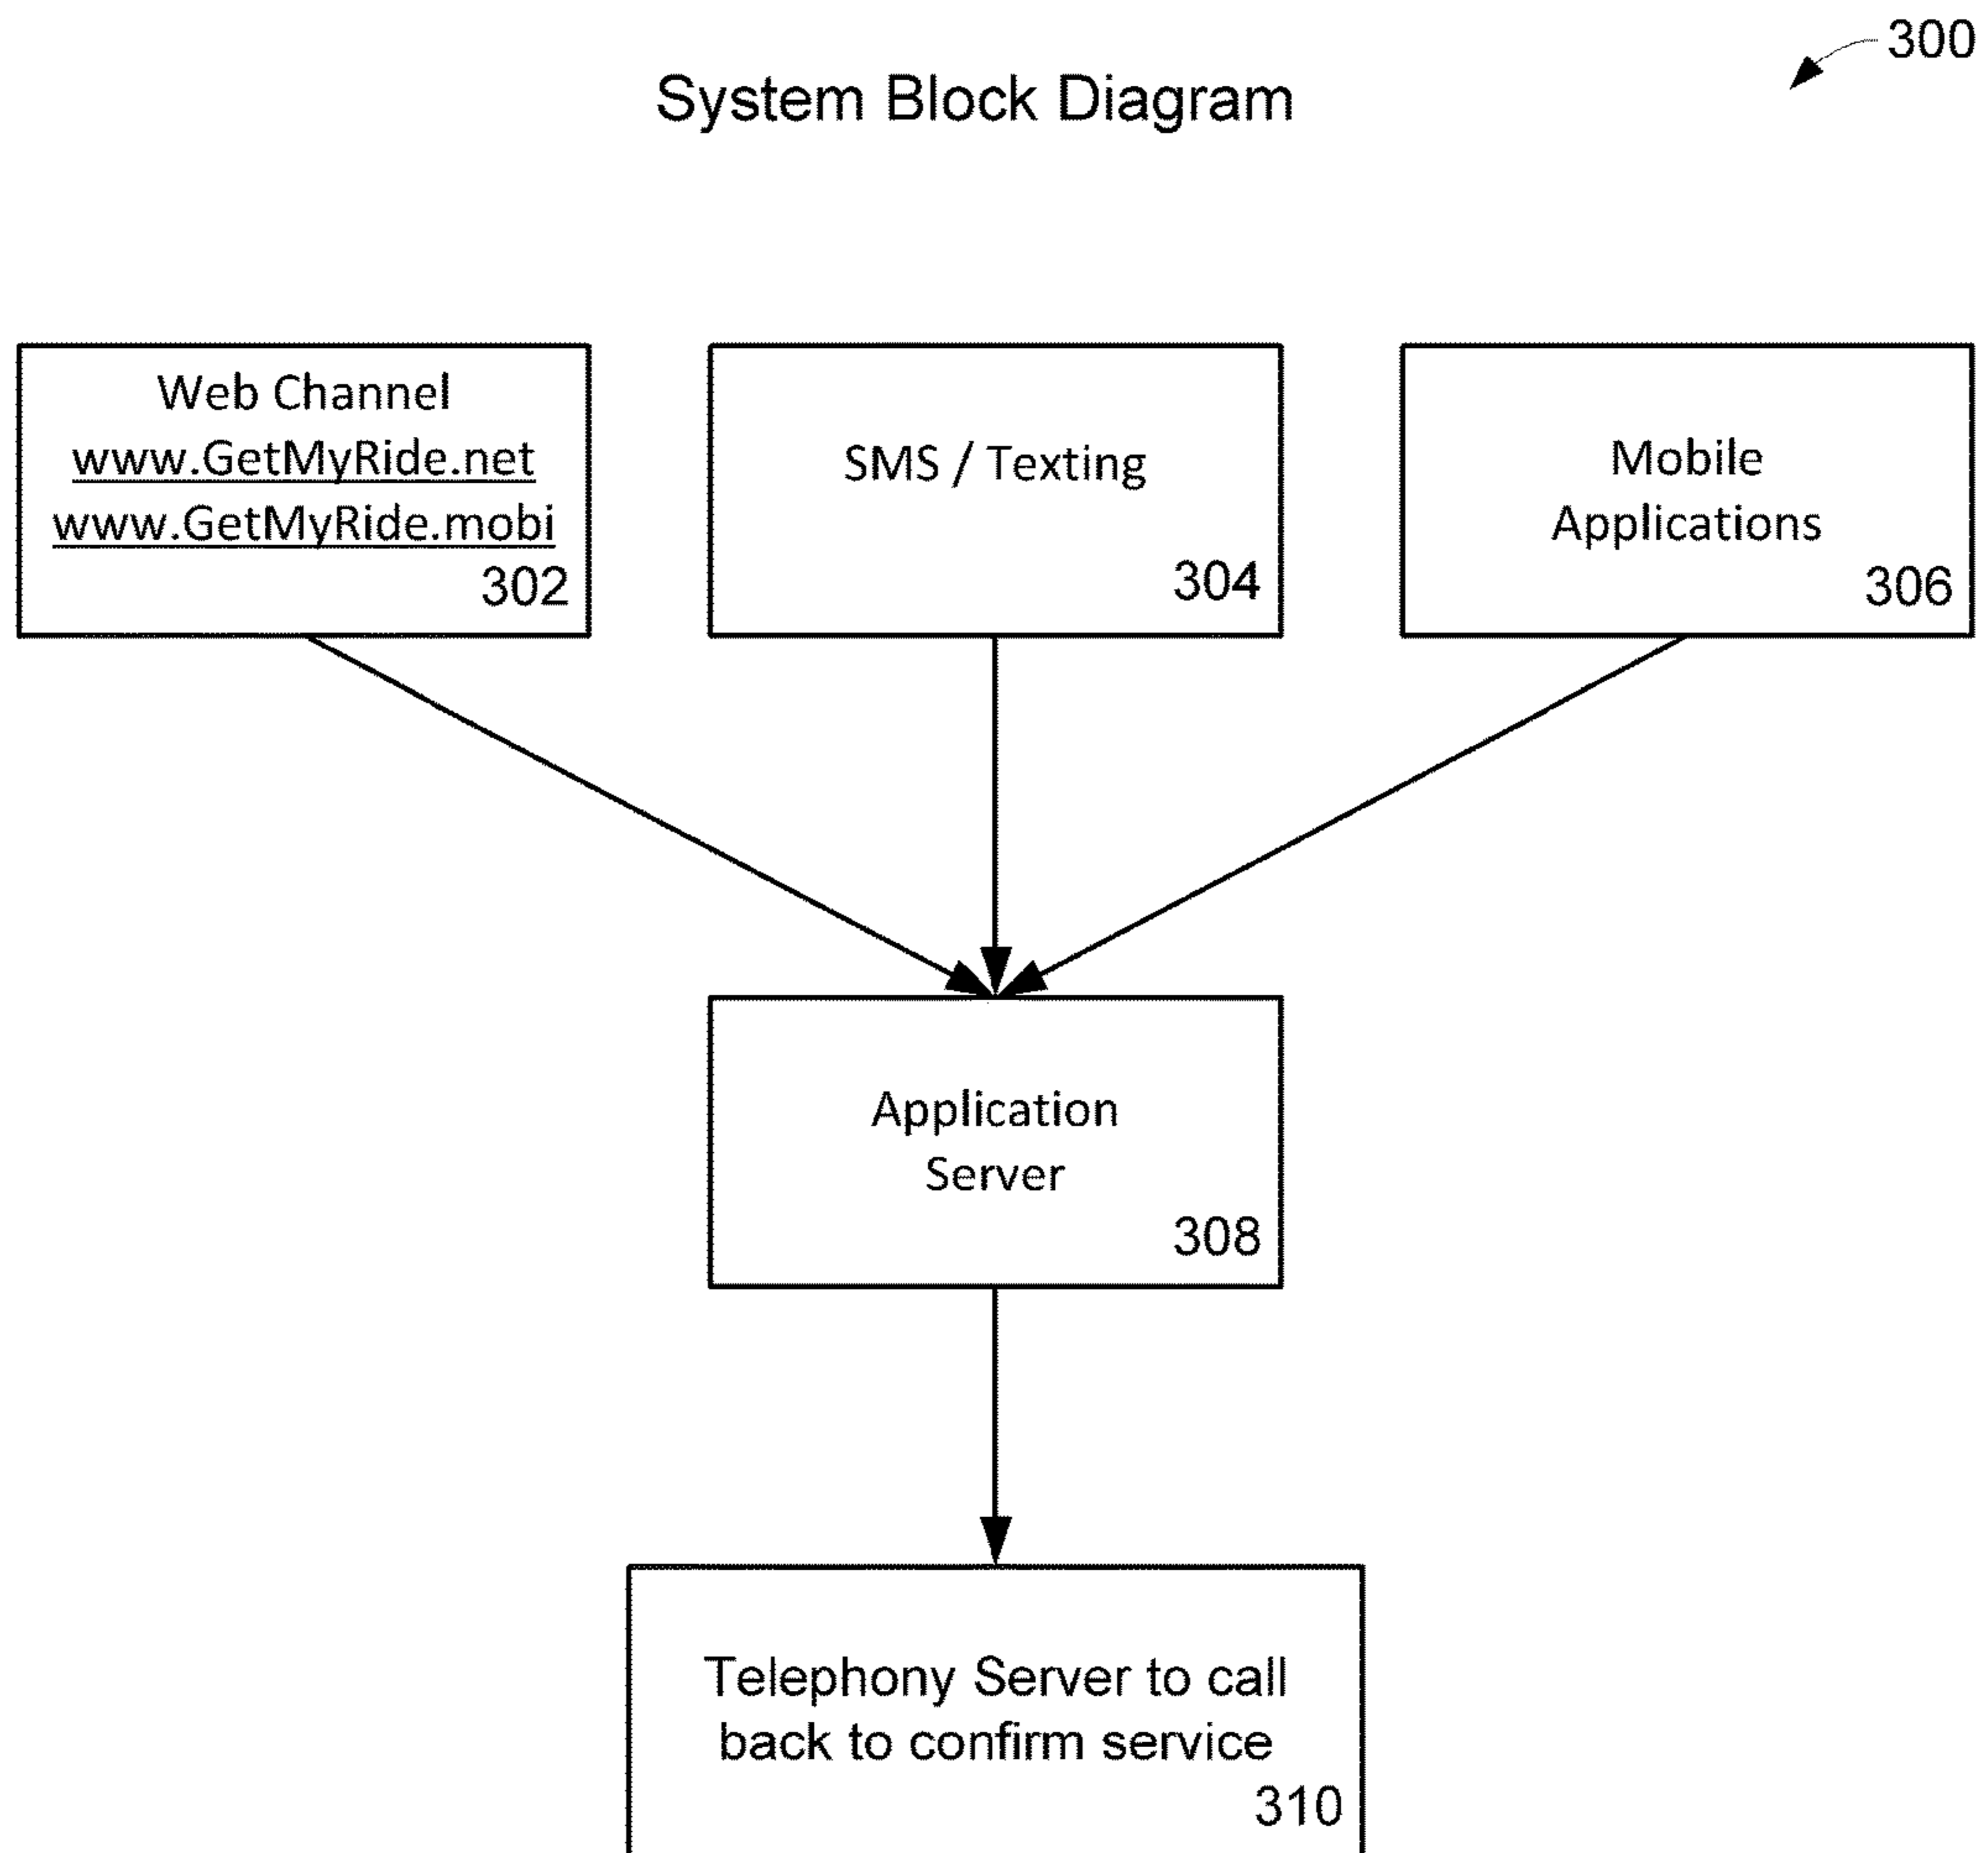 300
System Block Diagram
Web Channel
www.GetMyRide.net
www.GetMyRide.mobi
302
SMS / Texting
304
Mobile
Applications
306
Application
Server
308
Telephony Server to call
back to confirm service
310